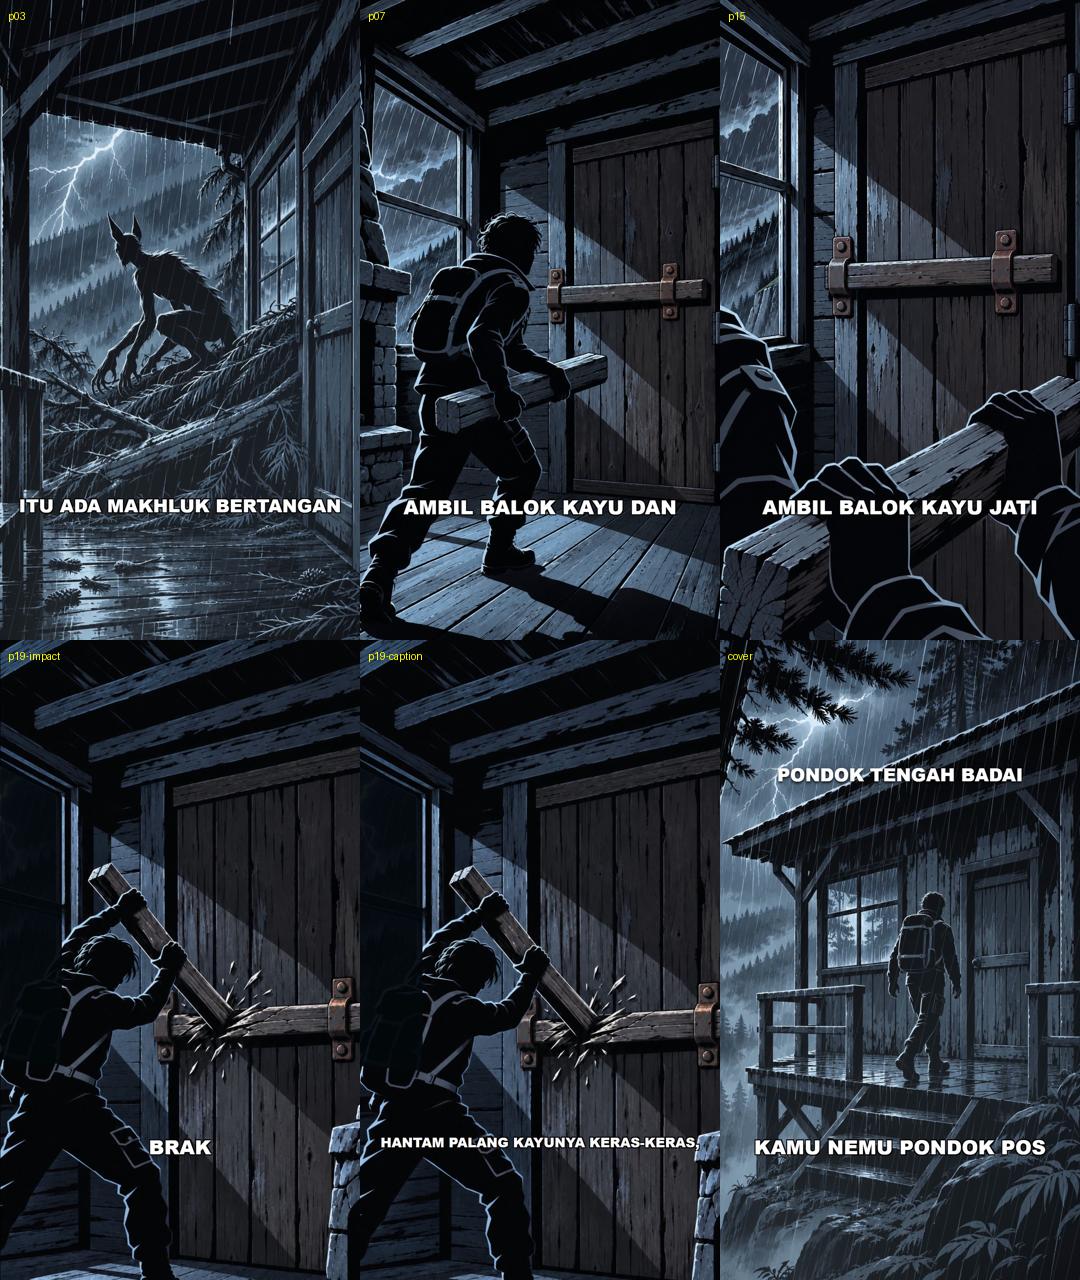 p03
ITU ADA MAKHLUK BERTANGAN
p07
AMBIL BALOK KAYU DAN
p15
AMBIL BALOK KAYU JATI
p19-impact
BRAK
p19-caption
HANTAM PALANG KAYUNYA KERAS-KERAS,
cover
PONDOK TENGAH BADAI
KAMU NEMU PONDOK POS